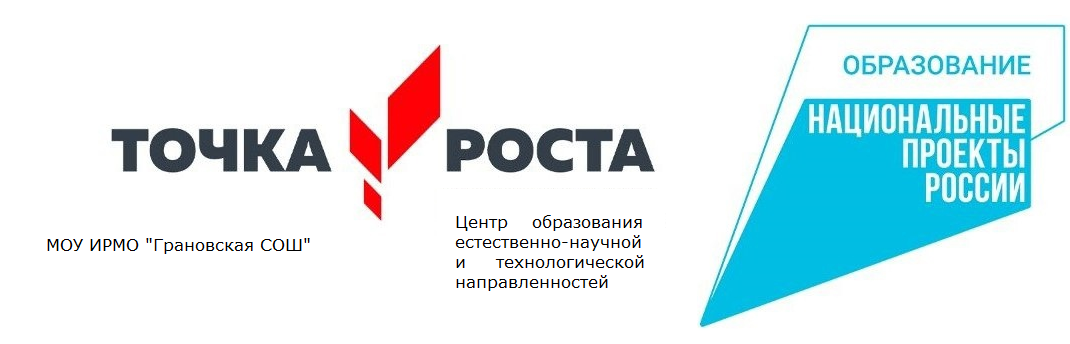 ТОЧКА РОСТА
МОУ ИРМО "Грановская СОШ"
Центр образования
естественно-научной
и технологической
направленностей
ОБРАЗОВАНИЕ
НАЦИОНАЛЬНЫЕ
ПРОЕКТЫ
РОССИИ